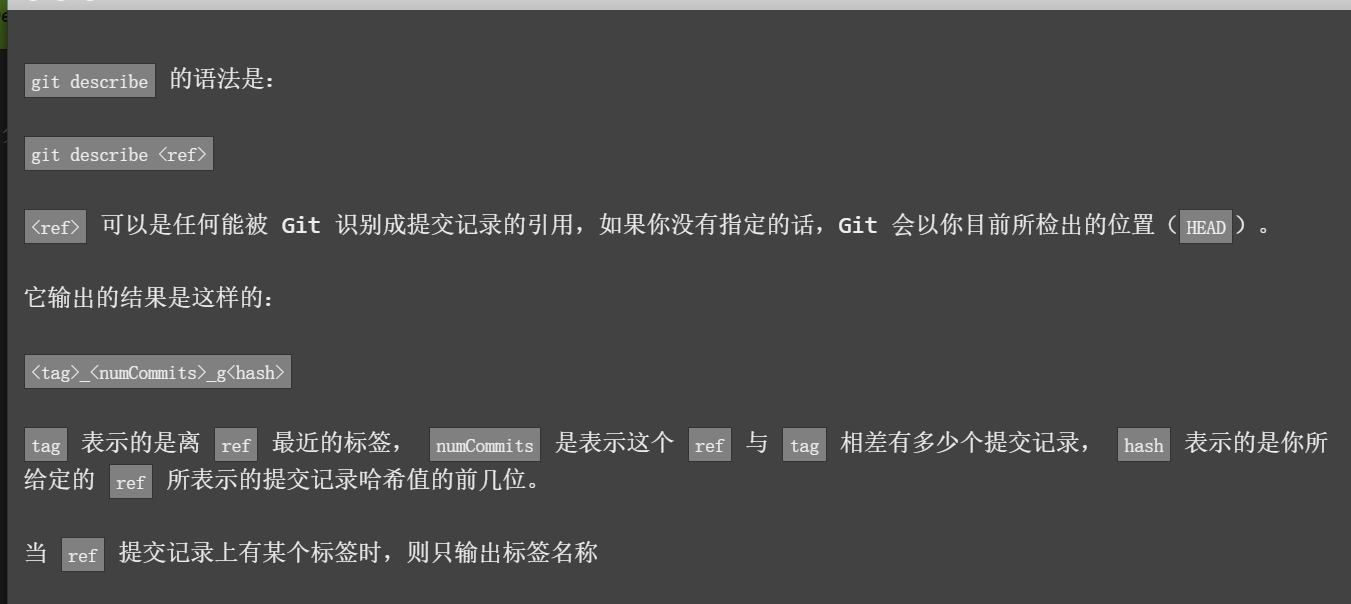 git describe 的语法是：
git describe <ref>
<ref> 可以是任何能被 Git 识别成提交记录的引用，如果你没有指定的话，Git 会以你目前所检出的位置（HEAD）。
它输出的结果是这样的：
<tag>_<numCommits>_g<hash>
tag 表示的是离 ref 最近的标签， numCommits 是表示这个 ref 与 tag 相差有多少个提交记录， hash 表示的是你所
给定的 ref 所表示的提交记录哈希值的前几位。
当 ref 提交记录上有某个标签时，则只输出标签名称